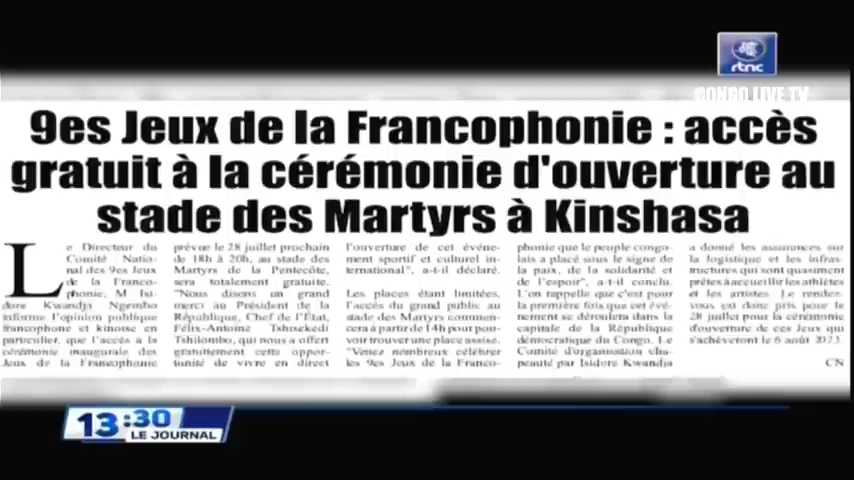 rtnc
CONGO LIVE TV
9es Jeux de la Francophonie : accès
gratuit à la cérémonie d'ouverture au
stade des Martyrs à Kinshasa
Le Directeur du
Comité Natio-
nal des 9es Jeux
de la Franco-
phonie, M Isi-
dore Kwandja Ngembo
informe l'opinion publique
francophone et kinoise en
particulier, que l'accès à la
cérémonie inaugurale des
Jeux de la Francophonie
prévue le 28 juillet prochain
de 18h à 20h, au stade des
Martyrs de la Pentecôte,
sera totalement gratuite.
"Nous disons un grand
merci au Président de la
République, Chef de l'État,
Félix-Antoine Tshisekedi
Tshilombo, qui nous a offert
gratuitement cette oppor-
tunité de vivre en direct
l'ouverture de cet événe-
ment sportif et culturel in-
ternational", a-t-il déclaré.
Les places étant limitées,
l'accès du grand public au
stade des Martyrs commen-
cera à partir de 14h pour pou-
voir trouver une place assise.
"Venez nombreux célébrer
les 9es Jeux de la Franco-
phonie que le peuple congo-
lais a placé sous le signe de
la paix, de la solidarité et
de l'espoir", a-t-il conclu.
L'on rappelle que c'est pour
la première fois que cet évé-
nement se déroulera dans la
capitale de la République
démocratique du Congo. Le
Comité d'organisation cha-
peauté par Isidore Kwandja
a donné les assurances sur
la logistique et les infras-
tructures qui sont quasiment
prêtes à accueillir les athlètes
et les artistes. Le rendez-
vous est donc pris pour le
28 juillet pour la cérémonie
d'ouverture de ces Jeux qui
s'achèveront le 6 août 2023.
CN
13:30
LE JOURNAL